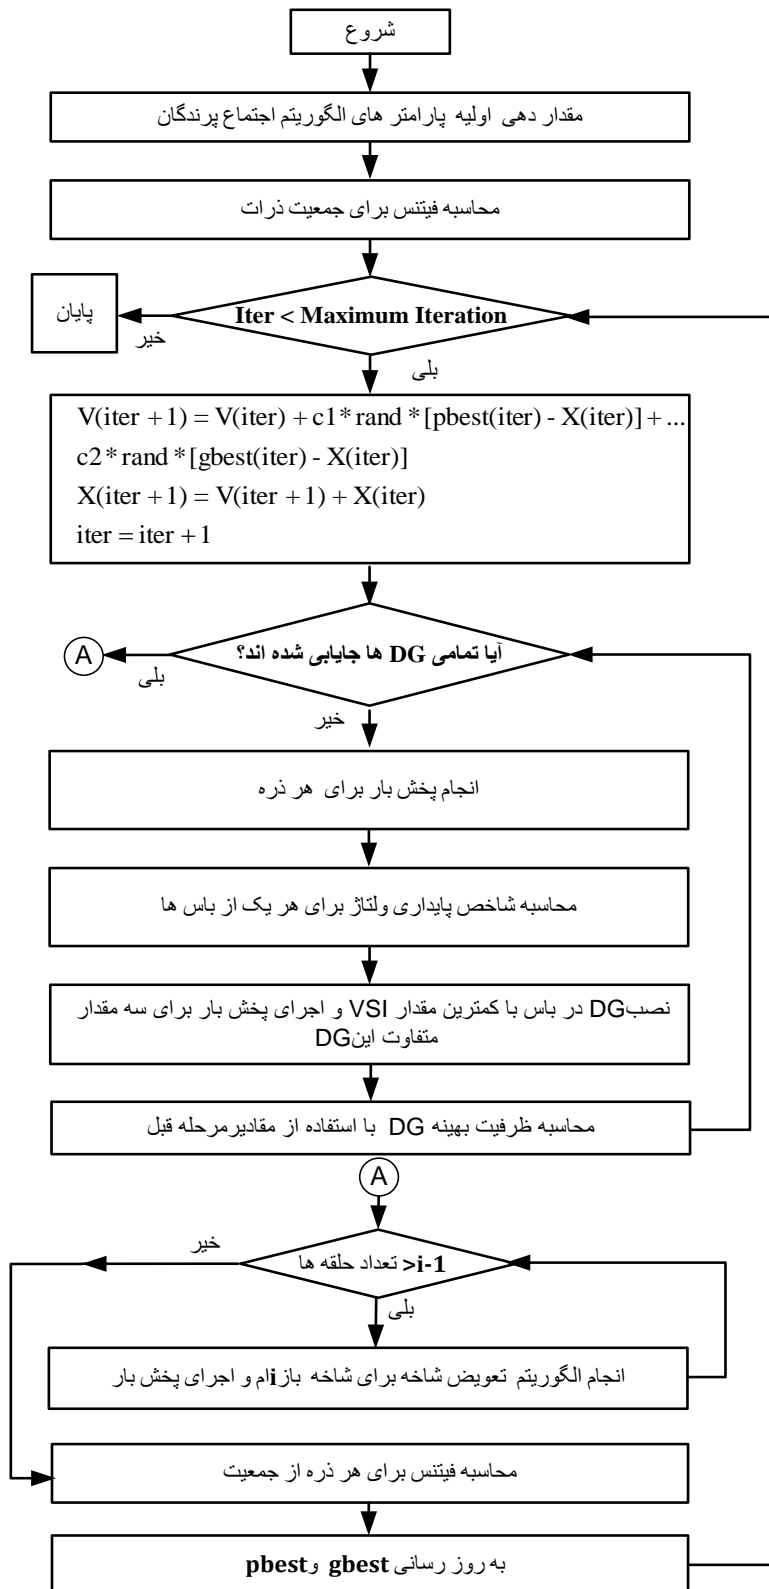 شروع
مقدار دهی اولیه پارامتر های الگوریتم اجتماع پرندگان
محاسبه فیتنس برای جمعیت ذرات
Iter < Maximum Iteration
خیر
پایان
بلی
V(iter + 1) = V(iter) + c1* rand *[pbest(iter) - X(iter)] + ...
c2* rand *[gbest(iter) - X(iter)]
X(iter + 1) = V(iter + 1) + X(iter)
iter = iter + 1
آیا تمامی DG ها جایابی شده اند؟
بلی
A
خیر
انجام پخش بار برای هر ذره
محاسبه شاخص پایداری ولتاژ برای هر یک از باس ها
نصبDG در باس با کمترین مقدار VSI و اجرای پخش بار برای سه مقدار
متفاوت اینDG
محاسبه ظرفیت بهینه DG با استفاده از مقادیرمرحله قبل
A
تعداد حلقه ها >i-1
خیر
بلی
انجام الگوریتم تعویض شاخه برای شاخه بازiام و اجرای پخش بار
محاسبه فیتنس برای هر ذره از جمعیت
به روز رسانی gbest وpbest